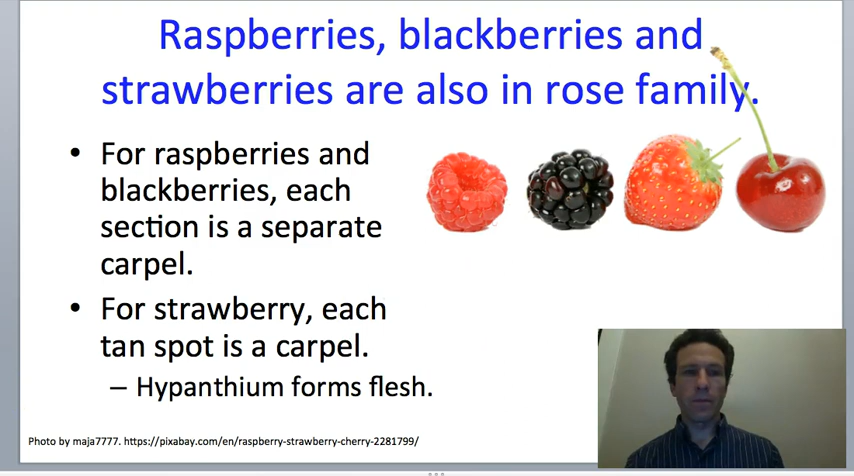 Raspberries, blackberries and
strawberries are also in rose family.
• For raspberries and
blackberries, each
section is a separate
carpel.
• For strawberry, each
tan spot is a carpel.
– Hypanthium forms flesh.
Photo by maja7777. https://pixabay.com/en/raspberry-strawberry-cherry-2281799/